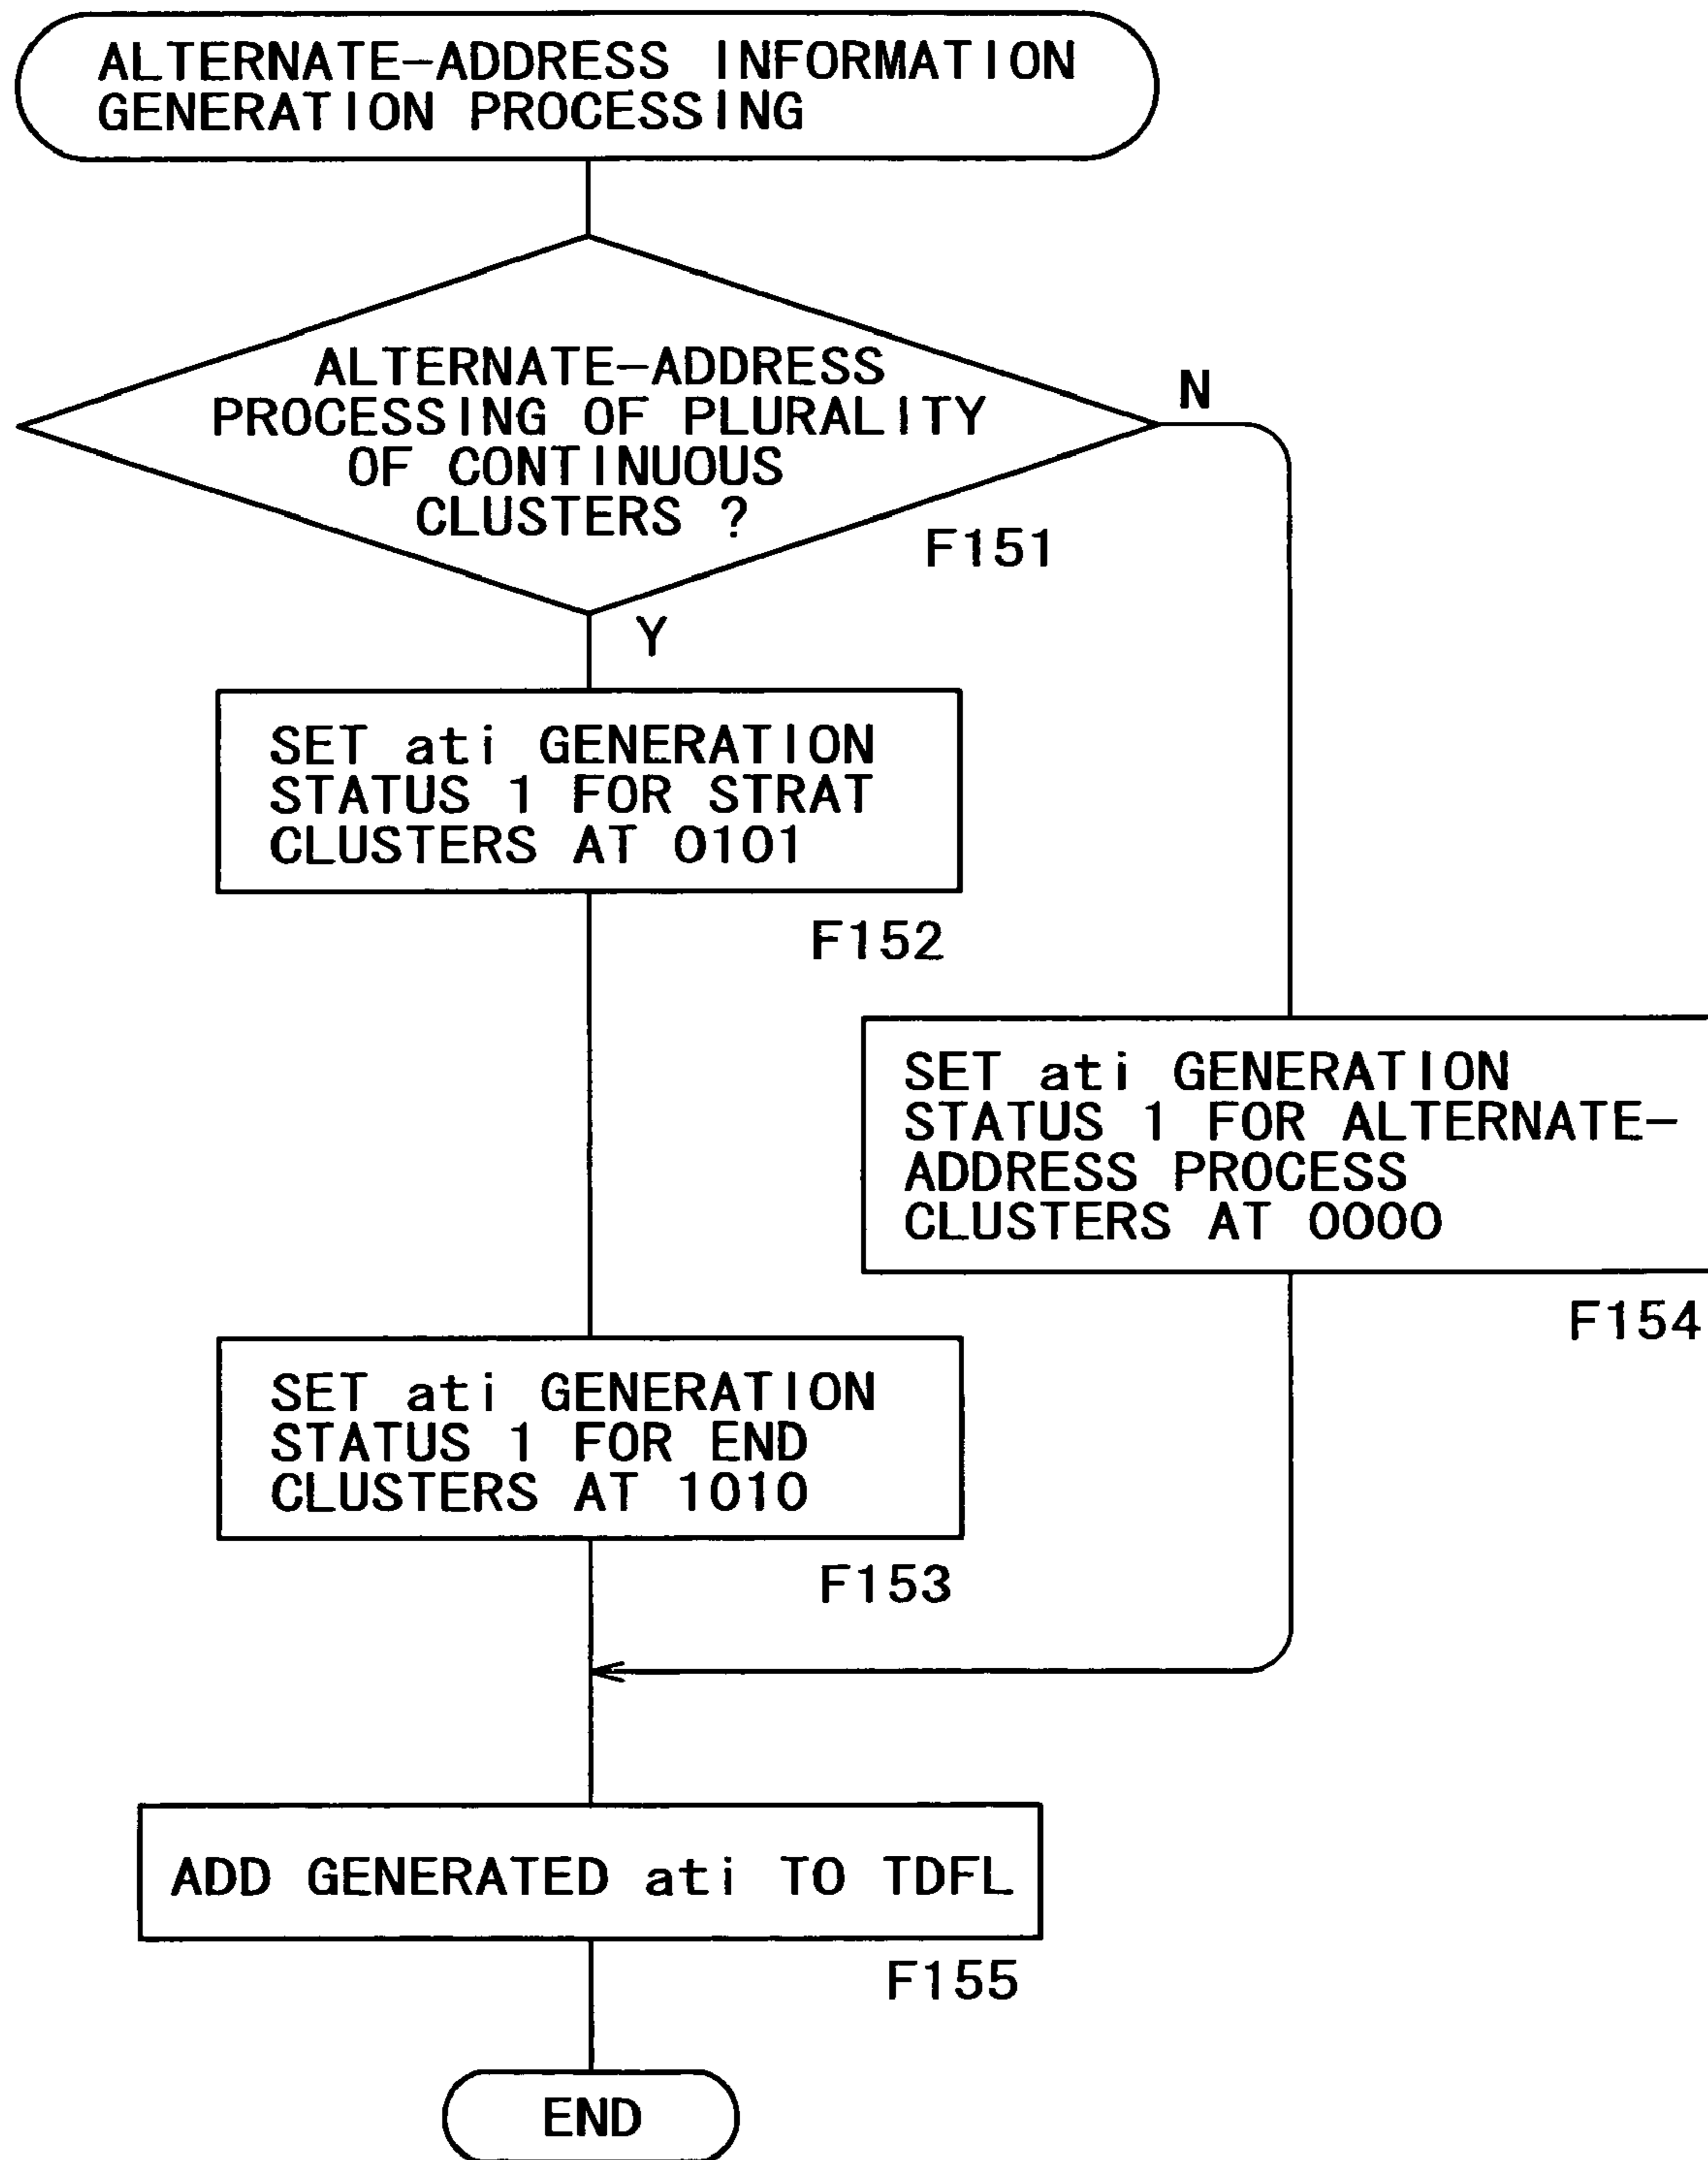 ALTERNATE-ADDRESS INFORMATION
GENERATION PROCESSING
ALTERNATE-ADDRESS
PROCESSING OF PLURALITY
OF CONTINUOUS
CLUSTERS ?
N
F151
Y
SET ati GENERATION
STATUS 1 FOR STRAT
CLUSTERS AT 0101
F152
SET ati GENERATION
STATUS 1 FOR ALTERNATE-
ADDRESS PROCESS
CLUSTERS AT 0000
F154
SET ati GENERATION
STATUS 1 FOR END
CLUSTERS AT 1010
F153
ADD GENERATED ati TO TDFL
F155
END